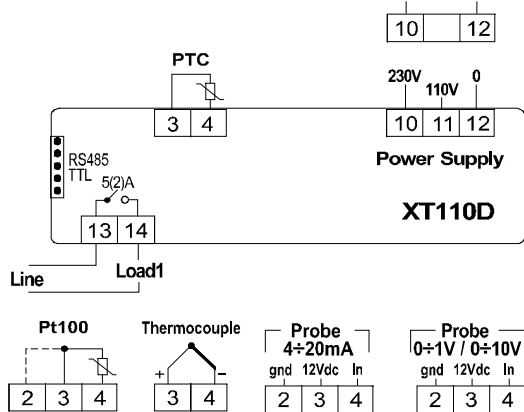 10 12
PTC
230V 110V 0
3 4
10 11 12
RS485
TTL
Power Supply
5(2)A
XT110D
13 14
Line
Load1
Pt100
2 3 4
Thermocouple
+ −
3 4
Probe
4÷20mA
gnd 12Vdc In
2 3 4
Probe
0÷1V / 0÷10V
gnd 12Vdc In
2 3 4